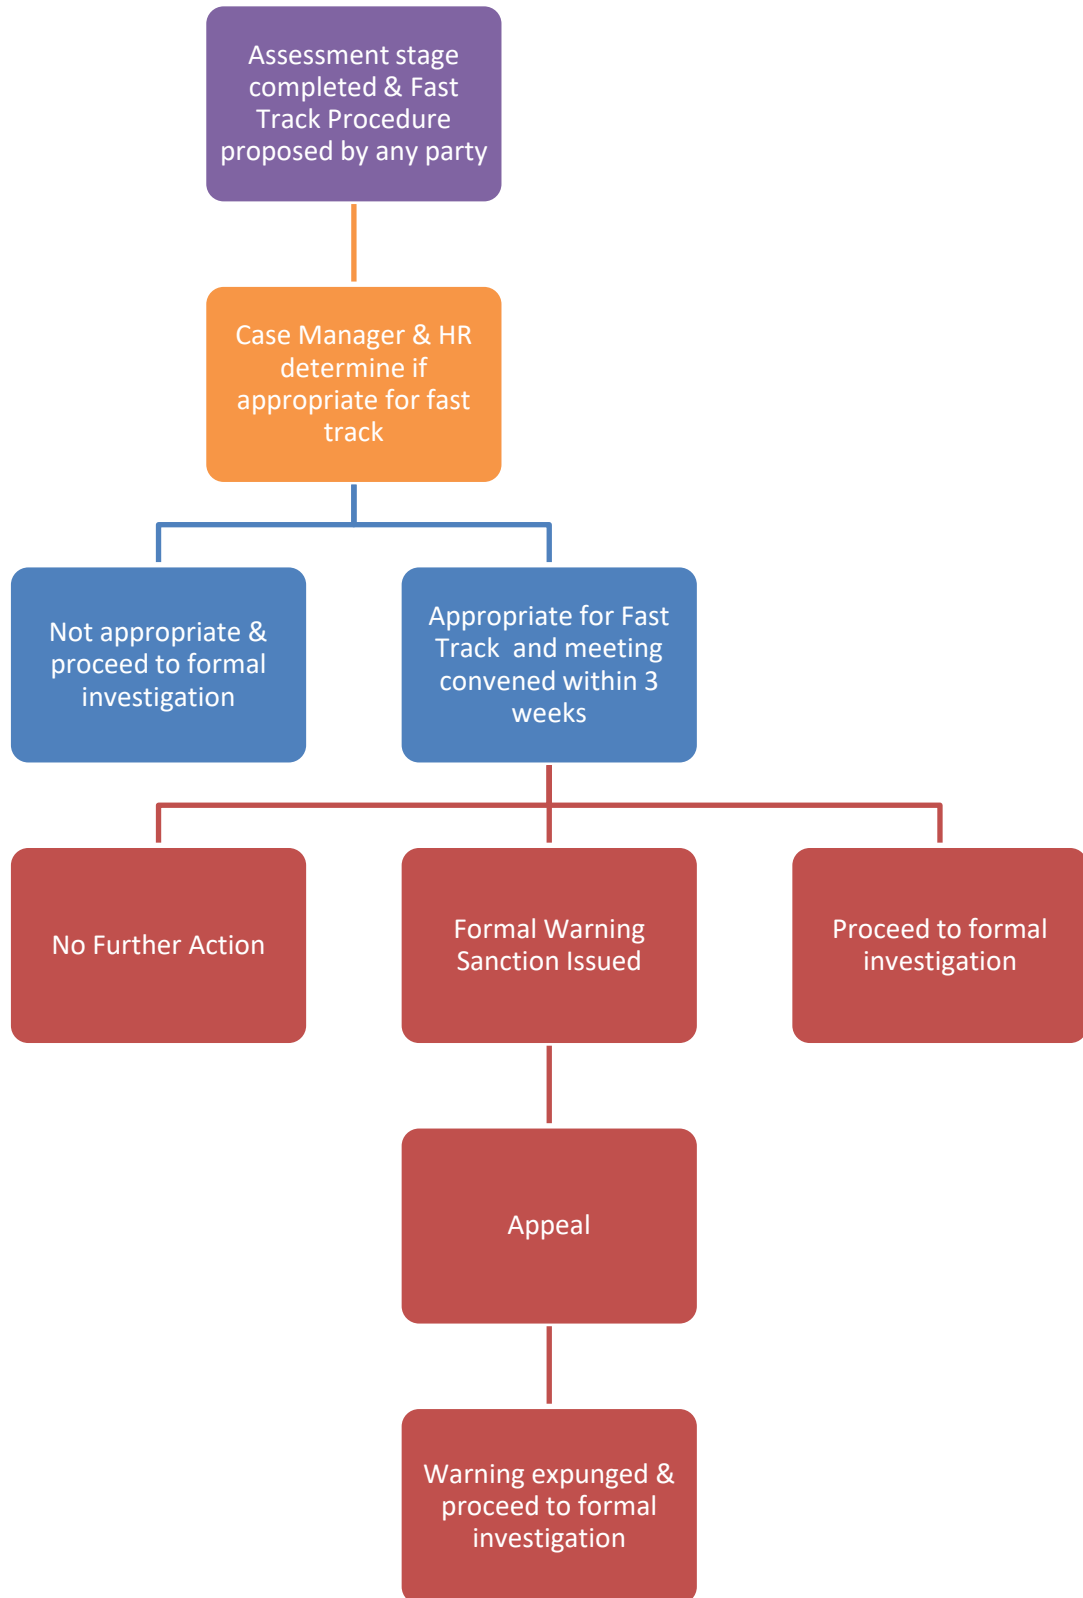 Assessment stage
completed & Fast
Track Procedure
proposed by any party
Case Manager & HR
determine if
appropriate for fast
track
Not appropriate &
proceed to formal
investigation
Appropriate for Fast
Track  and meeting
convened within 3
weeks
No Further Action
Formal Warning
Sanction Issued
Proceed to formal
investigation
Appeal
Warning expunged &
proceed to formal
investigation